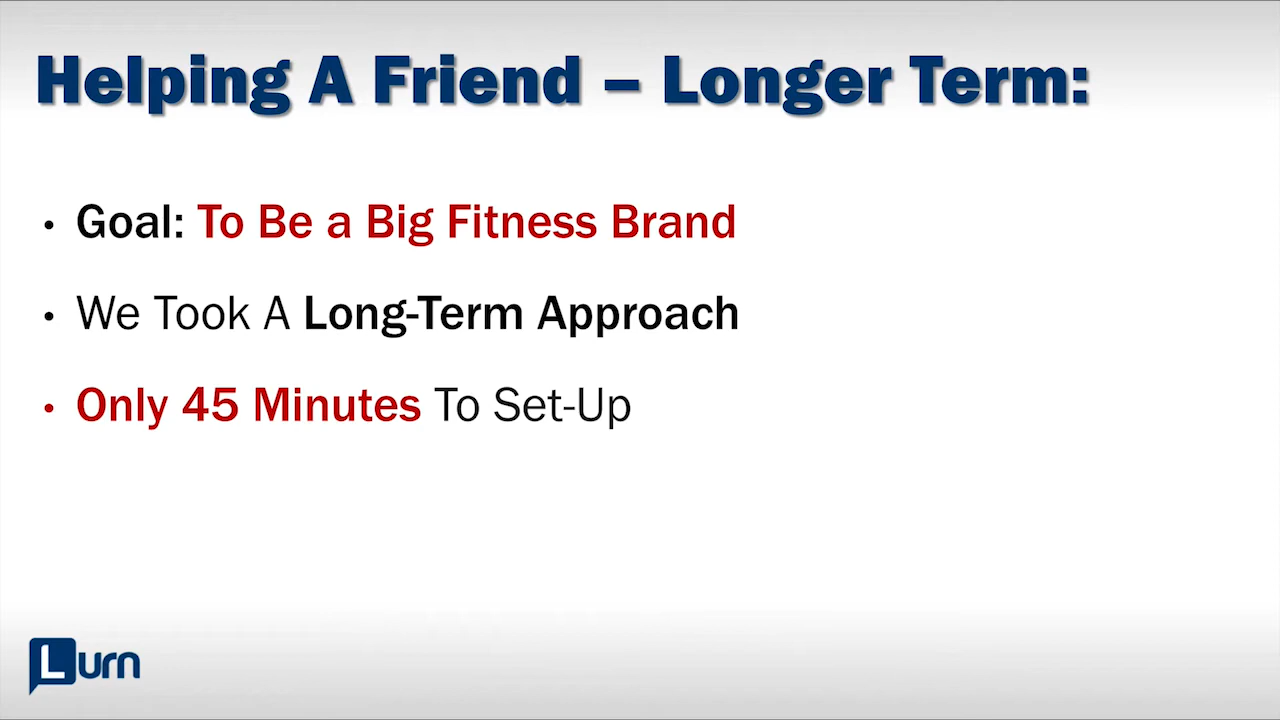 Helping A Friend – Longer Term:
• Goal: To Be a Big Fitness Brand
• We Took A Long-Term Approach
• Only 45 Minutes To Set-Up
Lurn